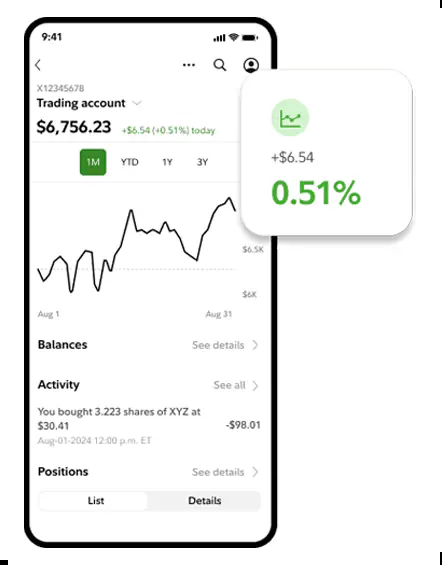 9:41
X12345678
Trading account
$6,756.23 +$6.54 (+0.51%) today
1M YTD 1Y 3Y
+$6.54
0.51%
$6.5K
$6K
Aug 1 Aug 31
Balances See details
Activity See all
You bought 3.223 shares of XYZ at
$30.41 -$98.01
Aug-01-2024 12:00 p.m. ET
Positions See details
List Details